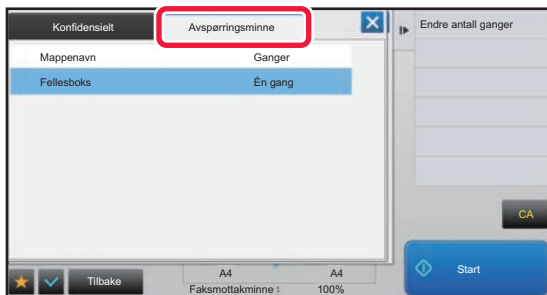 Konfidensielt
Avspørringsminne
Endre antall ganger
Mappenavn
Ganger
Fellesboks
Én gang
CA
Tilbake
A4
A4
Start
Faksmottakminne :
100%